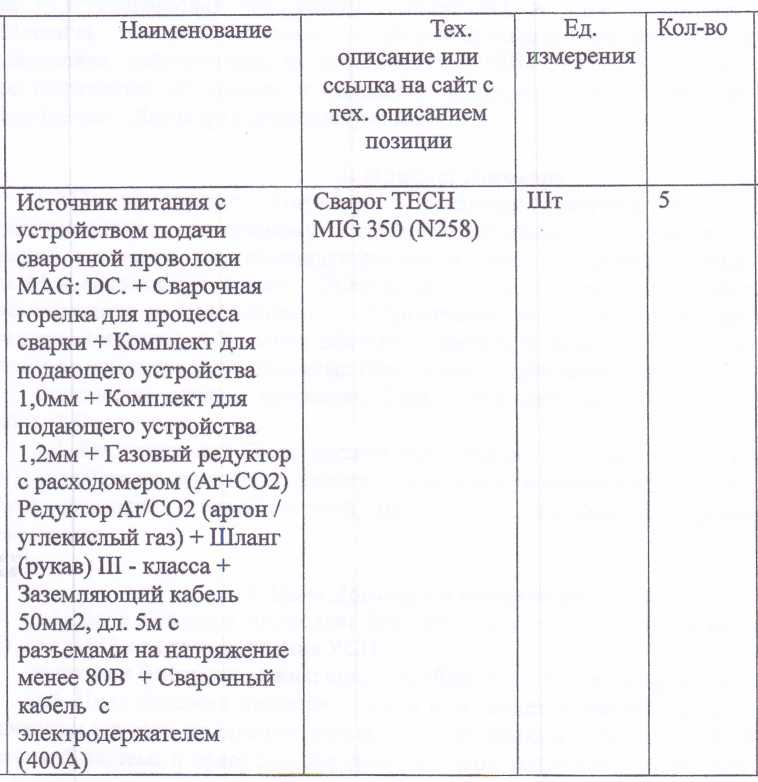 Наименование
Тех.
описание или
ссылка на сайт с
тех. описанием
позиции
Ед.
измерения
Кол-во
Источник питания с
устройством подачи
сварочной проволоки
MAG: DC. + Сварочная
горелка для процесса
сварки + Комплект для
подающего устройства
1,0мм + Комплект для
подающего устройства
1,2мм + Газовый редуктор
с расходомером (Ar+CO2)
Редуктор Ar/CO2 (аргон /
углекислый газ) + Шланг
(рукав) III - класса +
Заземляющий кабель
50мм2, дл. 5м с
разъемами на напряжение
менее 80В + Сварочный
кабель с
электродержателем
(400А)
Сварог TECH
MIG 350 (N258)
Шт
5